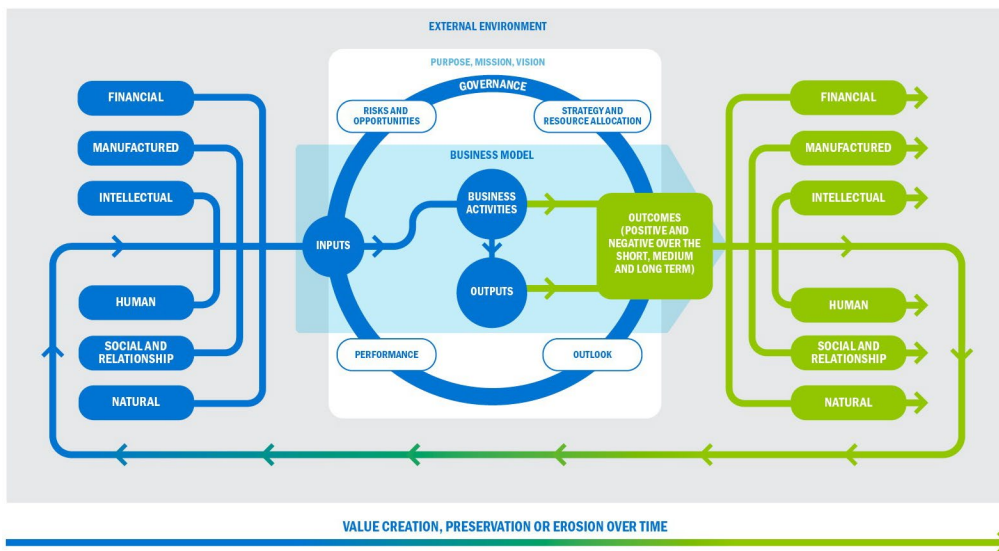 EXTERNAL ENVIRONMENT
PURPOSE, MISSION, VISION
GOVERNANCE
RISKS AND
OPPORTUNITIES
STRATEGY AND
RESOURCE ALLOCATION
FINANCIAL
MANUFACTURED
INTELLECTUAL
HUMAN
SOCIAL AND
RELATIONSHIP
NATURAL
BUSINESS MODEL
INPUTS
BUSINESS
ACTIVITIES
OUTPUTS
OUTCOMES
(POSITIVE AND
NEGATIVE OVER THE
SHORT, MEDIUM
AND LONG TERM)
PERFORMANCE
OUTLOOK
FINANCIAL
MANUFACTURED
INTELLECTUAL
HUMAN
SOCIAL AND
RELATIONSHIP
NATURAL
VALUE CREATION, PRESERVATION OR EROSION OVER TIME